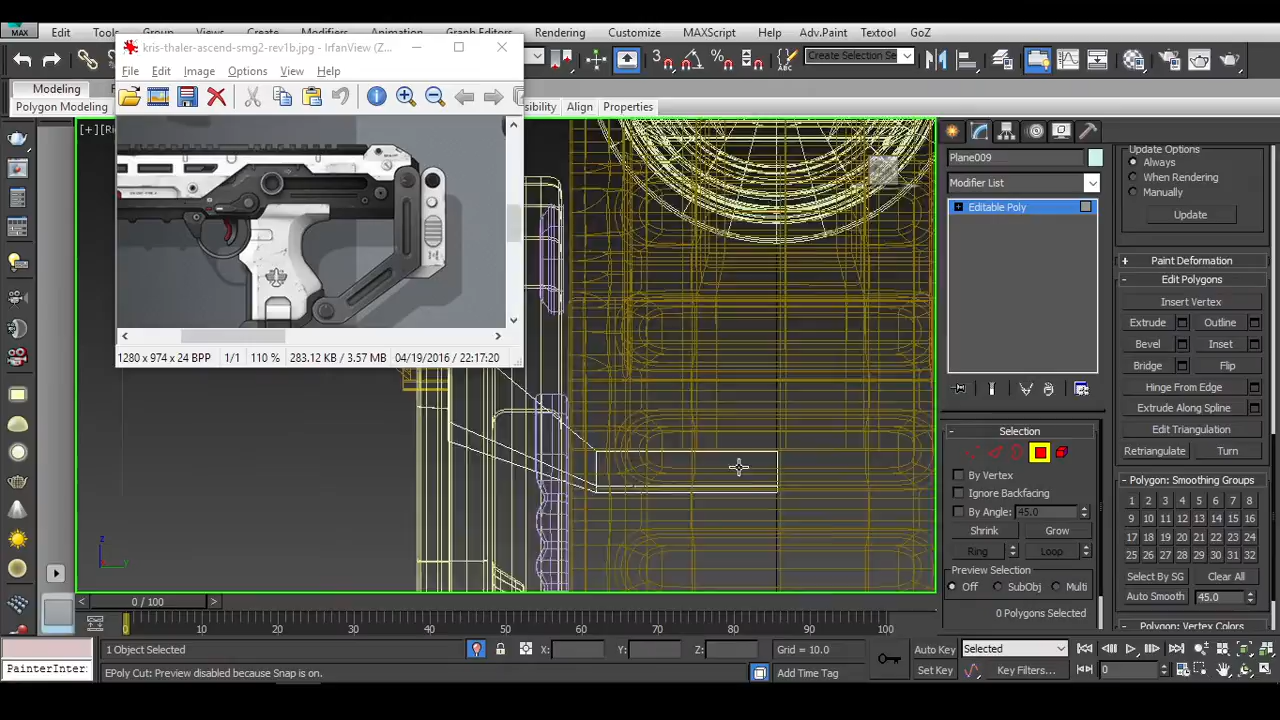 MAX
Edit
Tools
Group
Views
Create
Modifiers
Animation
Graph Editors
Rendering
Customize
MAXScript
Help
Adv.Paint
Textool
GoZ
kris-thaler-ascend-smg2-rev1b.jpg - IrfanView (Z...
File
Edit
Image
Options
View
Help
Create Selection Se
Modeling
Polygon Modeling
sibility
Align
Properties
[+][Ri
1280 x 974 x 24 BPP
1/1
110 %
283.12 KB / 3.57 MB
04/19/2016 / 22:17:20
Plane009
Modifier List
Editable Poly
Update Options
Always
When Rendering
Manually
Update
+ Paint Deformation
- Edit Polygons
Insert Vertex
Extrude
Outline
Bevel
Inset
Bridge
Flip
Hinge From Edge
Extrude Along Spline
Edit Triangulation
Retriangulate
Turn
- Selection
By Vertex
Ignore Backfacing
By Angle:
45.0
Shrink
Grow
Ring
Loop
Preview Selection
Off
SubObj
Multi
0 Polygons Selected
- Polygon: Smoothing Groups
1 2 3 4 5 6 7 8
9 10 11 12 13 14 15 16
17 18 19 20 21 22 23 24
25 26 27 28 29 30 31 32
Select By SG
Clear All
Auto Smooth
45.0
- Polygon: Vertex Colors
z
y
< 0 / 100 >
0 10 20 30 40 50 60 70 80 90 100
1 Object Selected
X:
Y:
Z:
Grid = 10.0
Auto Key
Selected
PainterInter
EPoly Cut: Preview disabled because Snap is on.
Add Time Tag
Set Key
Key Filters...
0